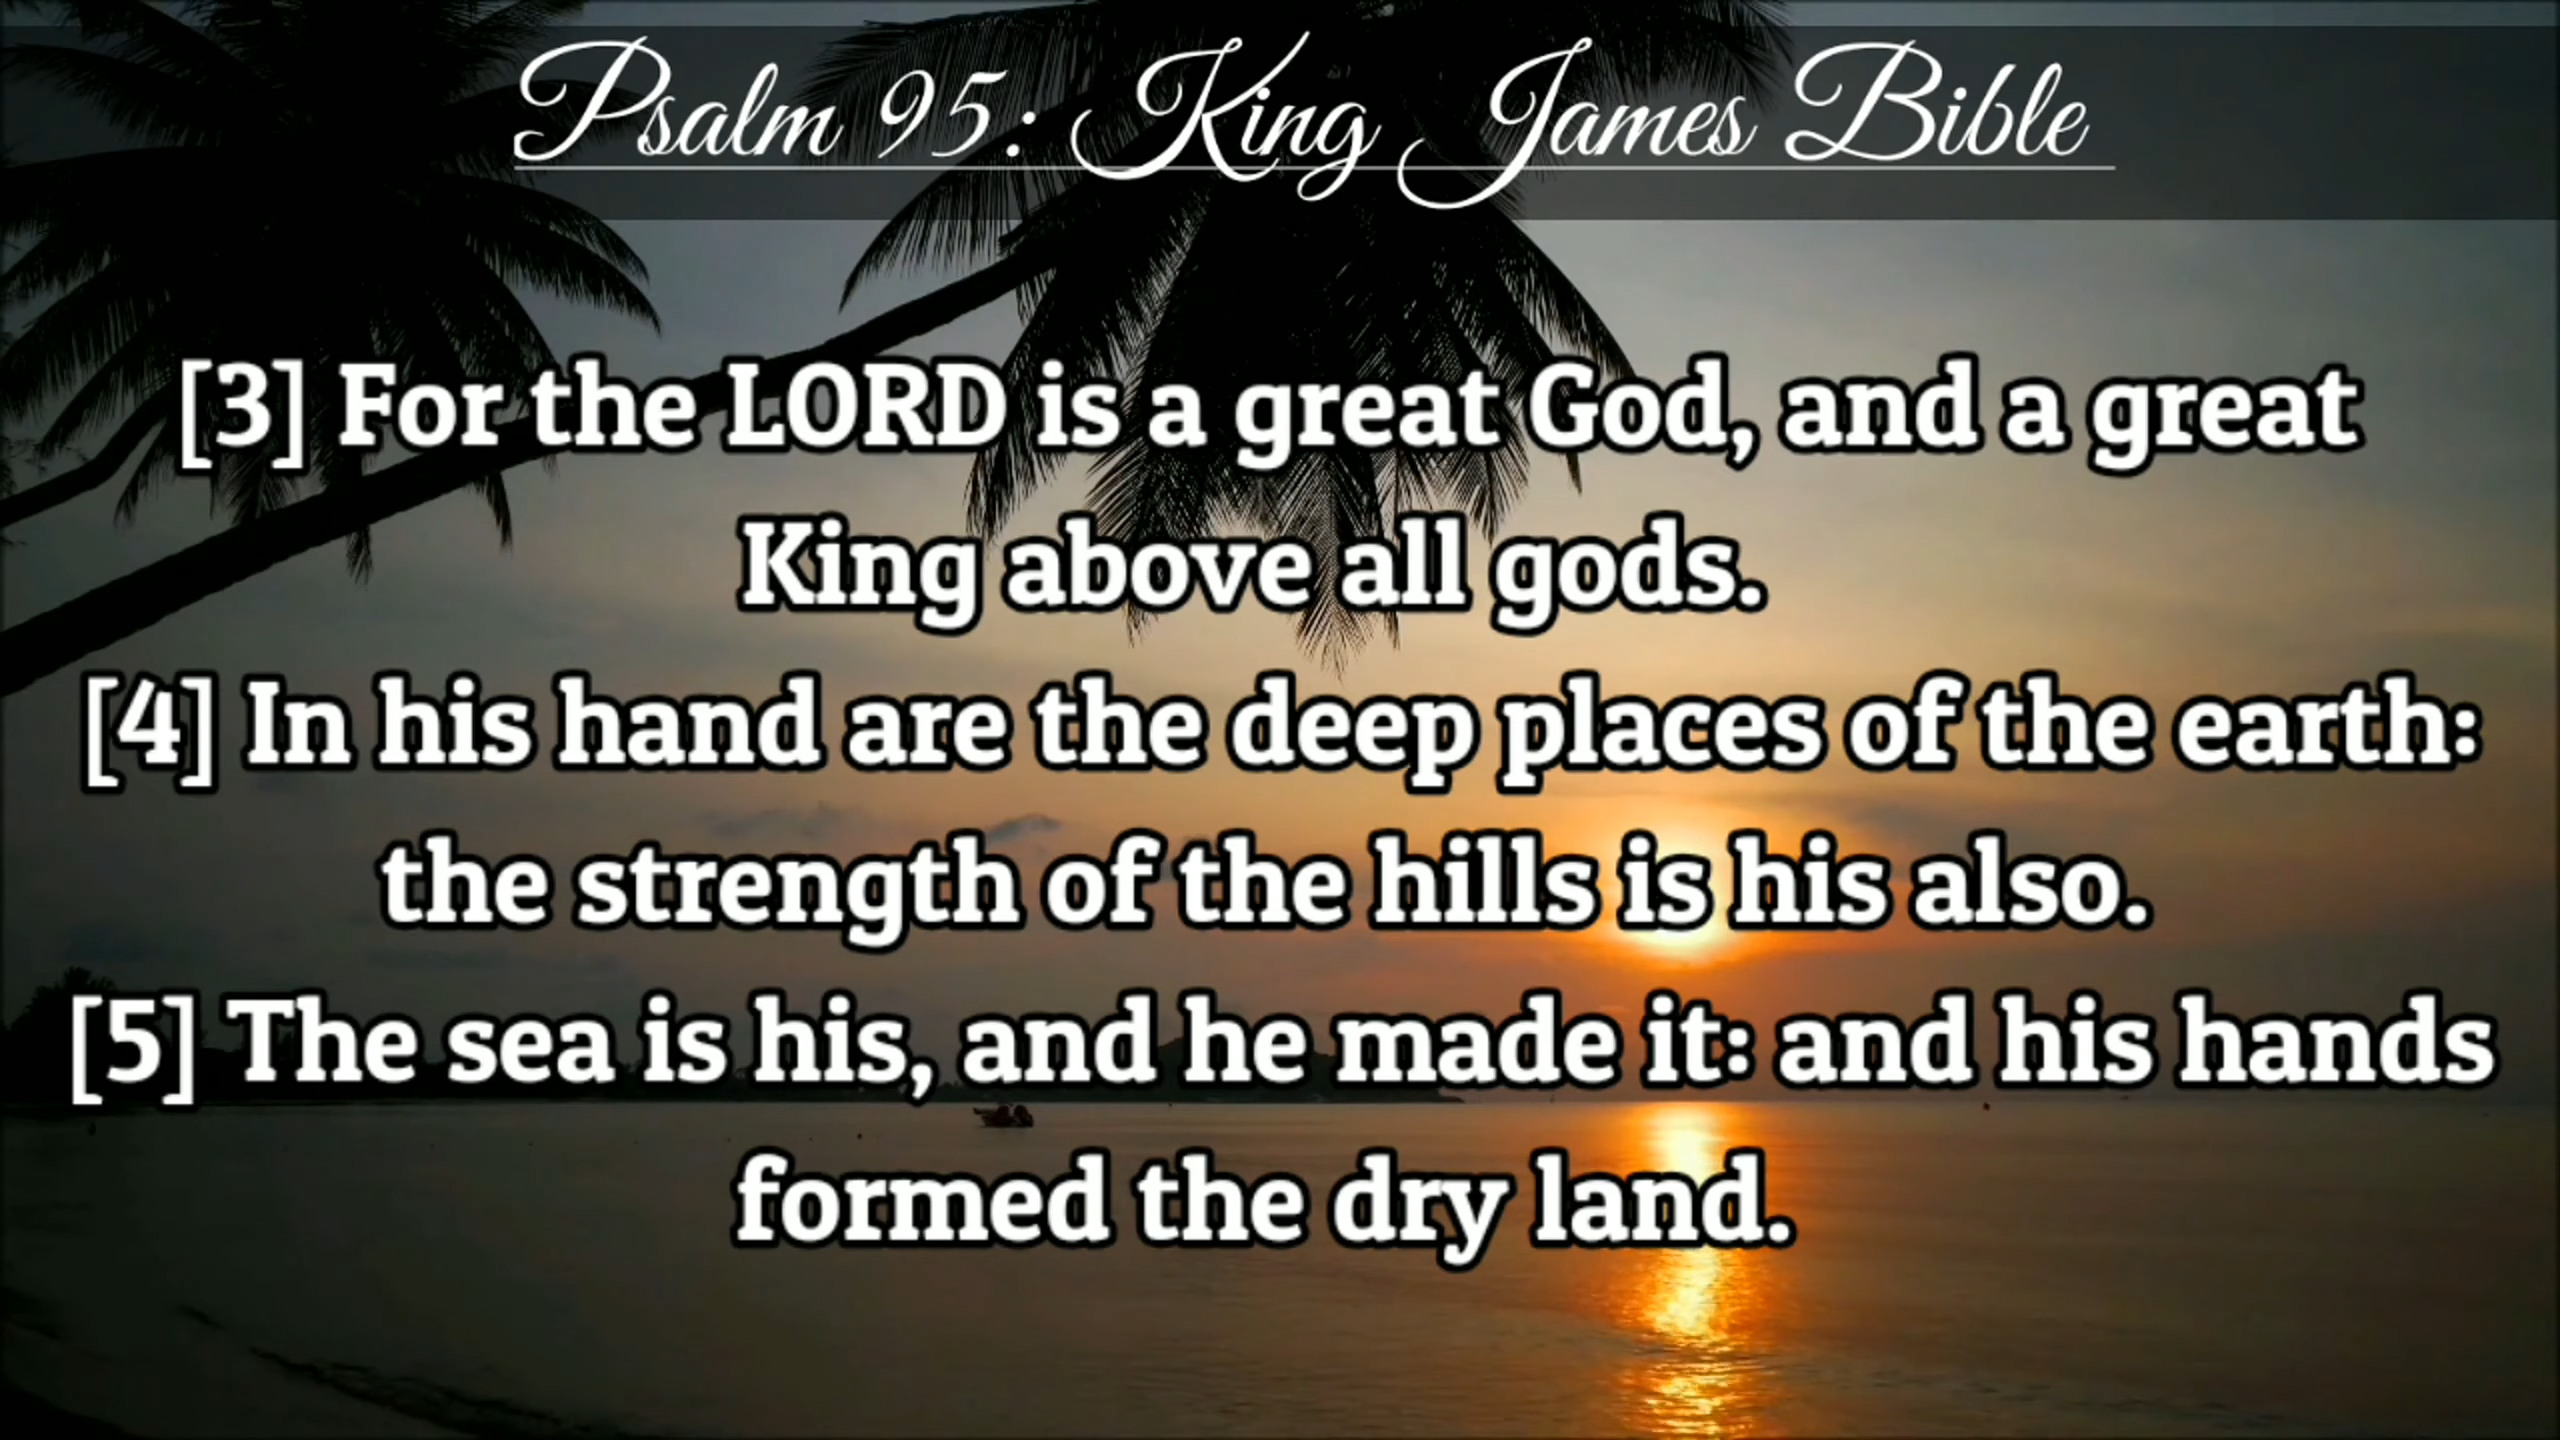 Psalm 95: King James Bible
[3] For the LORD is a great God, and a great
King above all gods.
[4] In his hand are the deep places of the earth:
the strength of the hills is his also.
[5] The sea is his, and he made it: and his hands
formed the dry land.